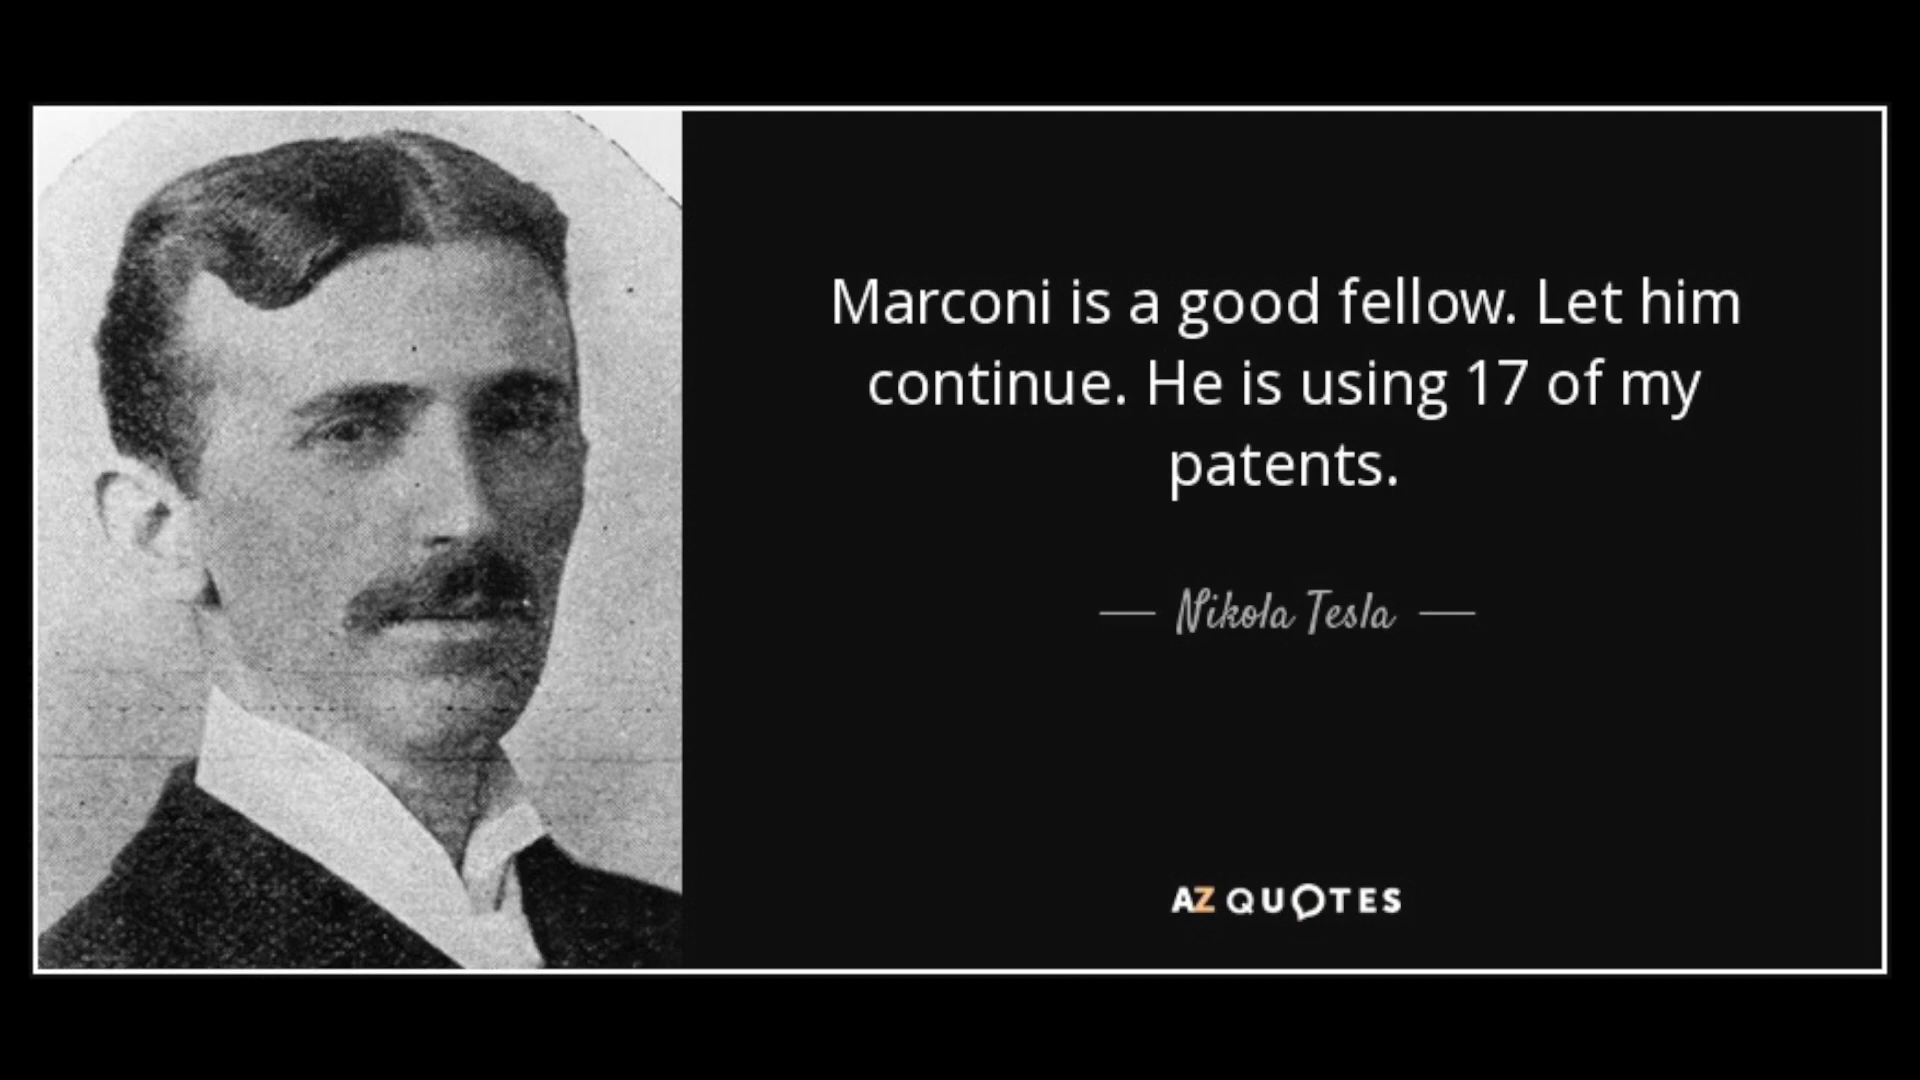 Marconi is a good fellow. Let him
continue. He is using 17 of my
patents.
Nikola Tesla
AZ QUOTES